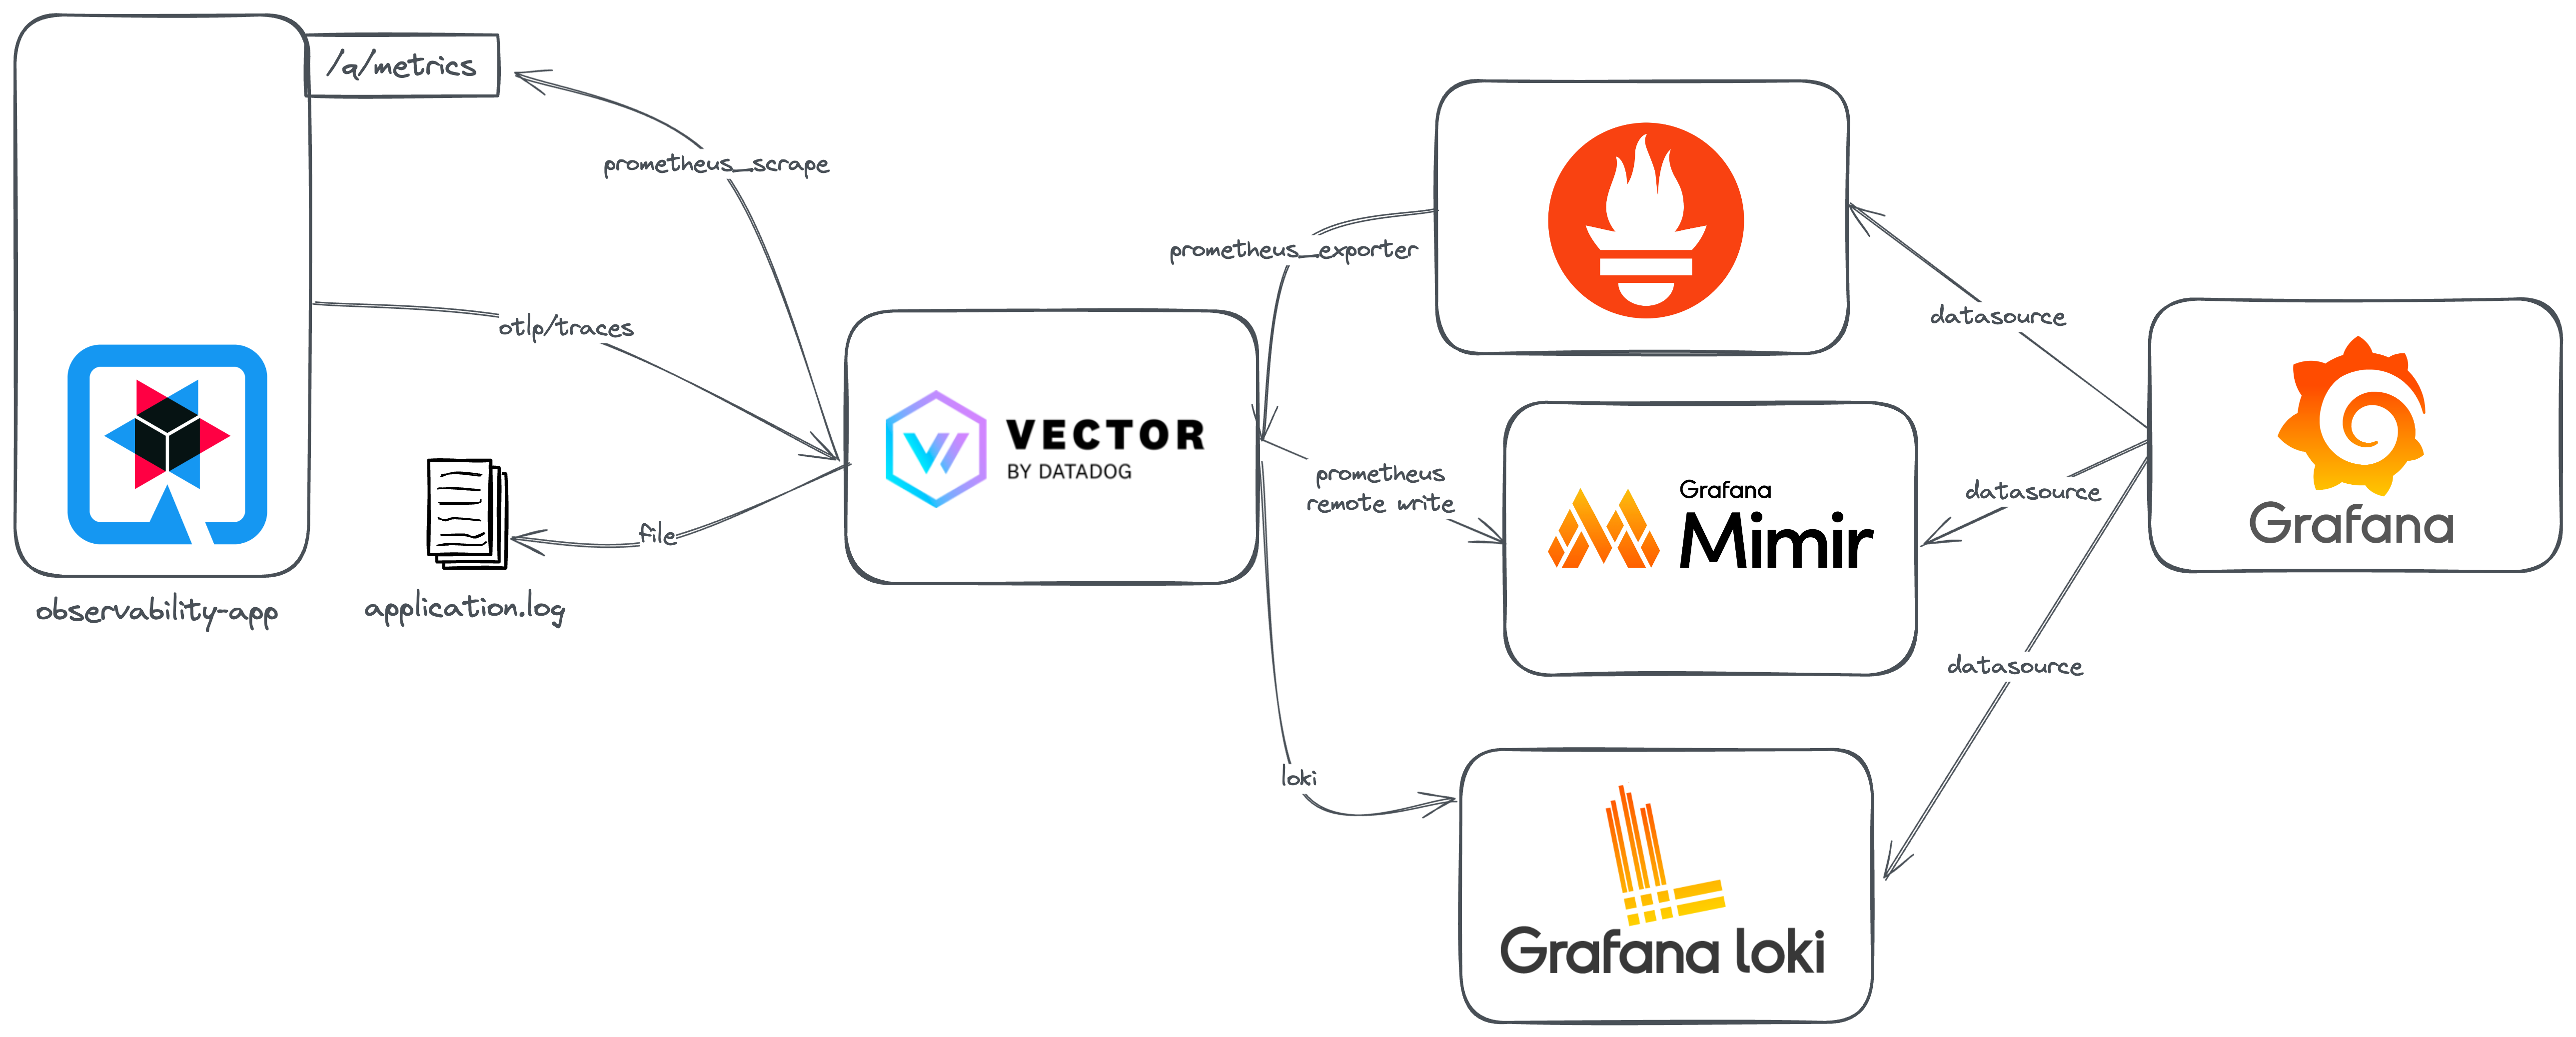 /q/metrics
prometheus_scrape
otlp/traces
file
observability-app
application.log
VECTOR
BY DATADOG
prometheus_exporter
prometheus
remote write
loki
Grafana
Mimir
Grafana loki
datasource
datasource
datasource
Grafana